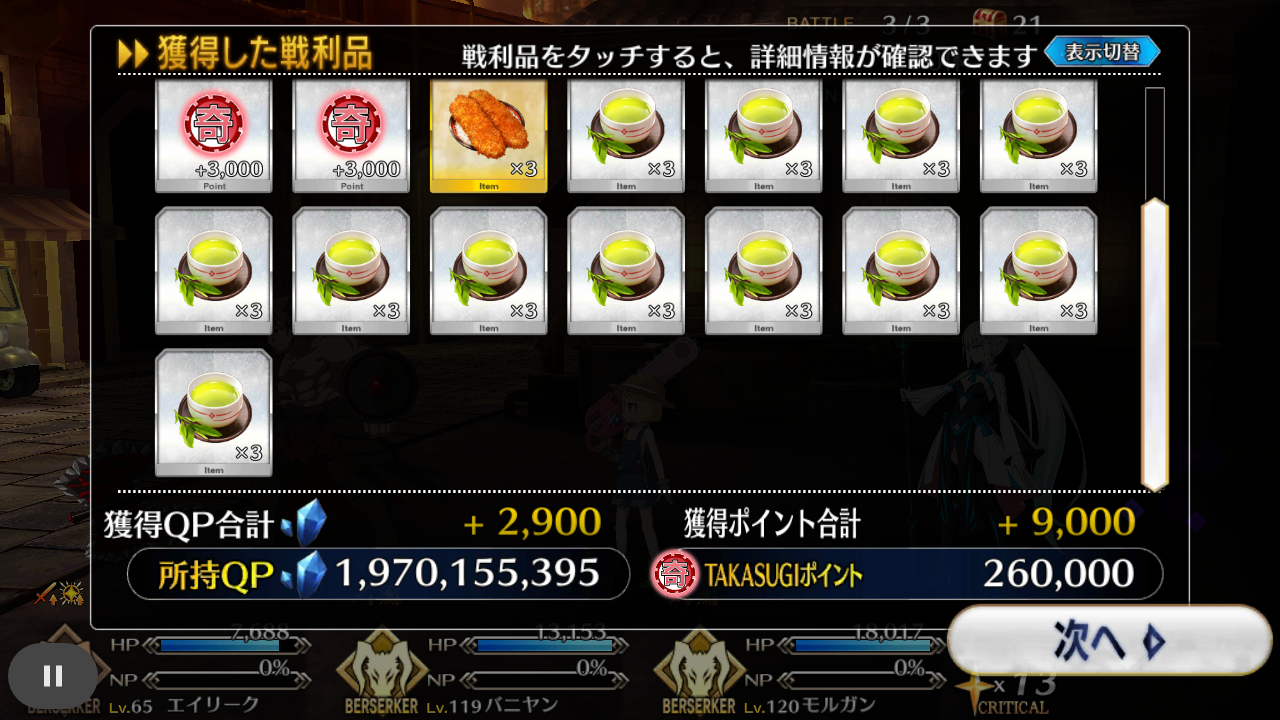 BATTLE 3/3 21
獲得した戦利品
戦利品をタッチすると、詳細情報が確認できます
表示切替
奇 +3,000 Point
奇 +3,000 Point
×3 Item
×3 Item
×3 Item
×3 Item
×3 Item
×3 Item
×3 Item
×3 Item
×3 Item
×3 Item
×3 Item
×3 Item
×3 Item
獲得QP合計 + 2,900
獲得ポイント合計 + 9,000
所持QP 1,970,155,395
奇 TAKASUGIポイント 260,000
次へ
HP 7,688
NP 0%
BERSERKER Lv.65 エイリーク
HP 13,153
NP 0%
BERSERKER Lv.119 バニヤン
HP 18,017
NP 0%
BERSERKER Lv.120 モルガン
x 13
CRITICAL